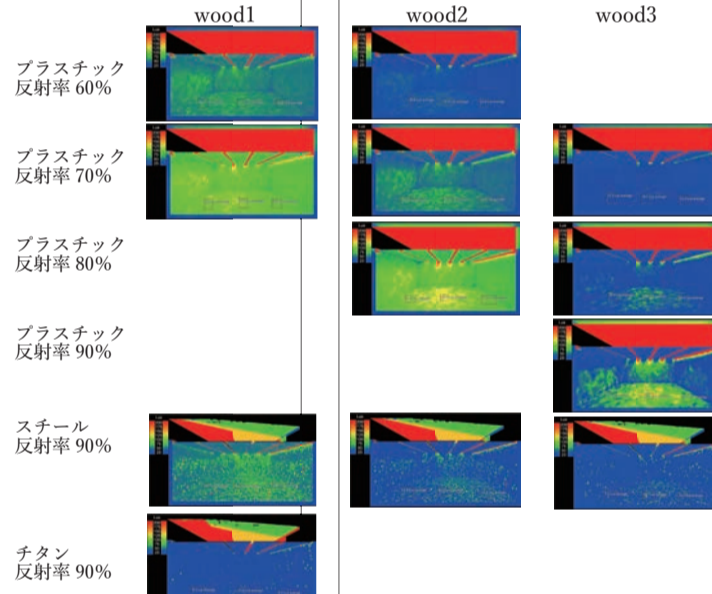 wood1
wood2
wood3
プラスチック
反射率 60%
プラスチック
反射率 70%
プラスチック
反射率 80%
プラスチック
反射率 90%
スチール
反射率 90%
チタン
反射率 90%